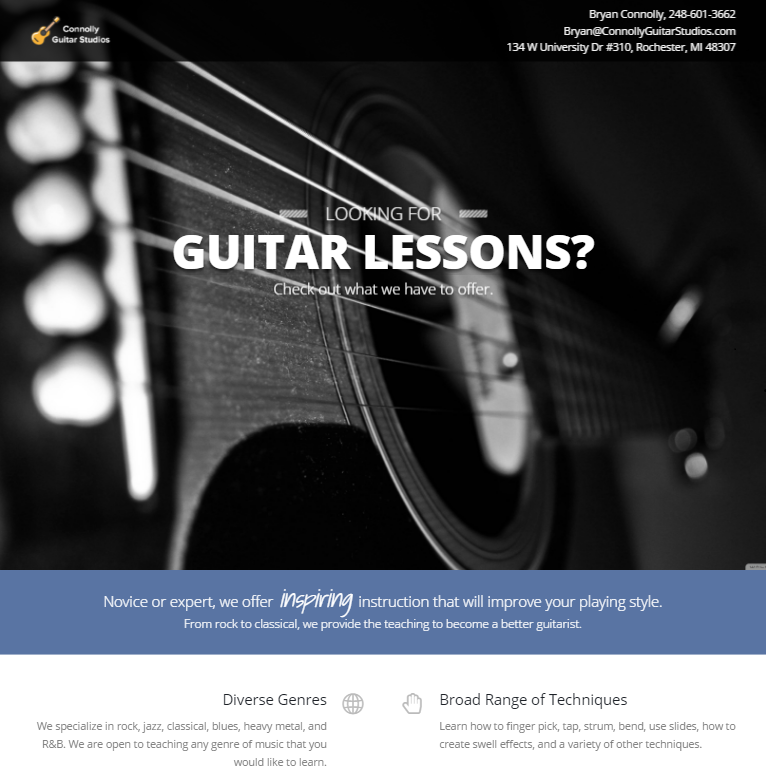 Connolly
Guitar Studios
Bryan Connolly, 248-601-3662
Bryan@ConnollyGuitarStudios.com
134 W University Dr #310, Rochester, MI 48307
LOOKING FOR
GUITAR LESSONS?
Check out what we have to offer.
Novice or expert, we offer inspiring instruction that will improve your playing style.
From rock to classical, we provide the teaching to become a better guitarist.
Diverse Genres
We specialize in rock, jazz, classical, blues, heavy metal, and
R&B. We are open to teaching any genre of music that you
would like to learn.
Broad Range of Techniques
Learn how to finger pick, tap, strum, bend, use slides, how to
create swell effects, and a variety of other techniques.